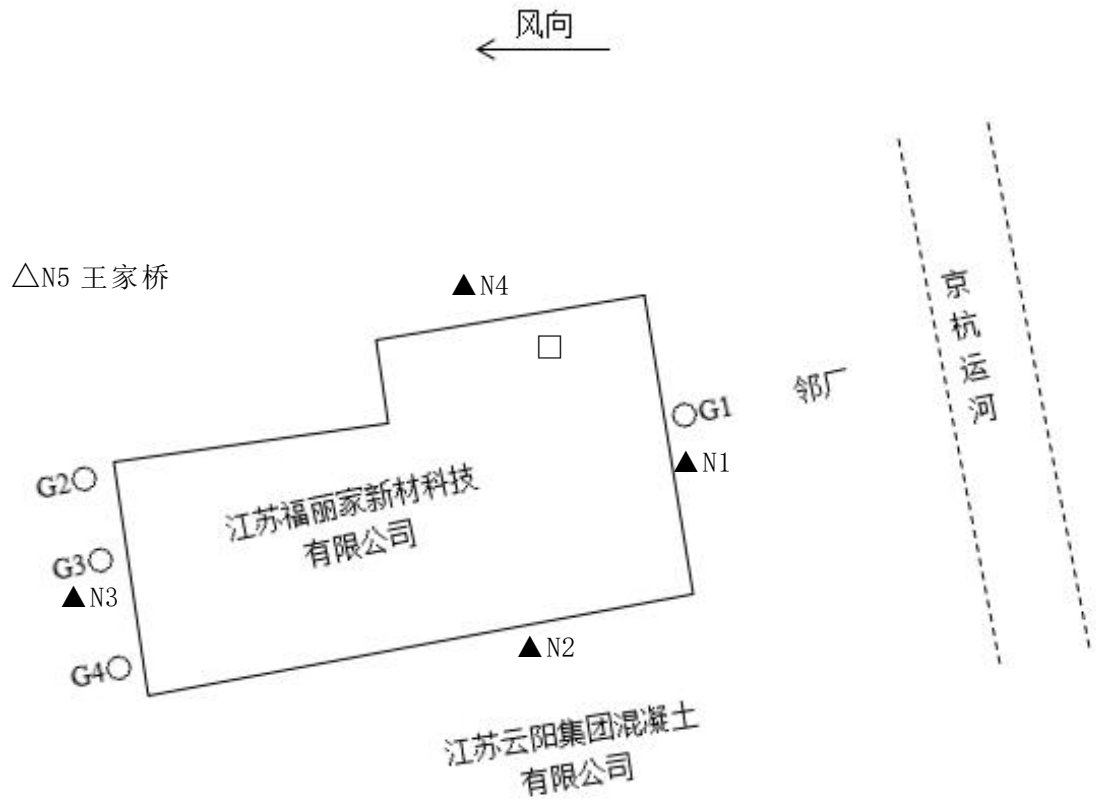 风向
△N5 王家桥
▲N4
京杭运河
邻厂
G1
▲N1
G2
江苏福丽家新材科技
有限公司
G3
▲N3
▲N2
G4
江苏云阳集团混凝土
有限公司